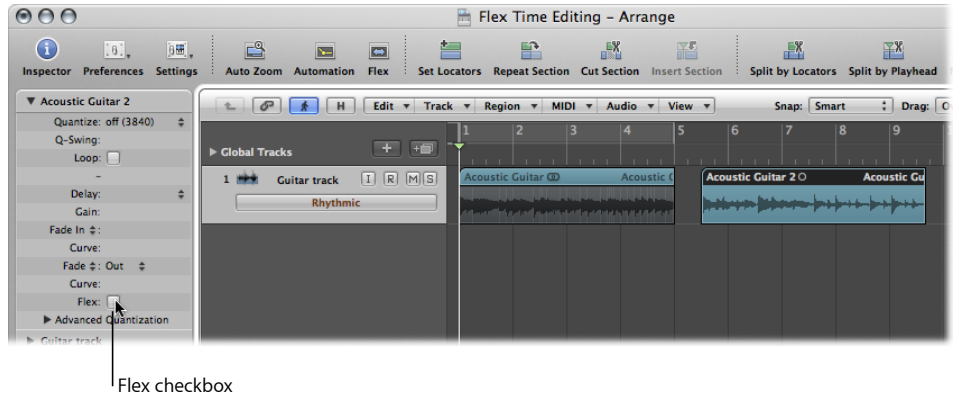 Flex Time Editing – Arrange
Inspector Preferences Settings Auto Zoom Automation Flex Set Locators Repeat Section Cut Section Insert Section Split by Locators Split by Playhead
Acoustic Guitar 2
Quantize: off (3840)
Q-Swing:
Loop:
–
Delay:
Gain:
Fade In :
Curve:
Fade : Out
Curve:
Flex:
Advanced Quantization
Guitar track
H Edit Track Region MIDI Audio View Snap: Smart Drag: O
1 2 3 4 5 6 7 8 9
Global Tracks
1 Guitar track I R M S
Rhythmic
Acoustic Guitar Acoustic G
Acoustic Guitar 2 Acoustic Gu
Flex checkbox